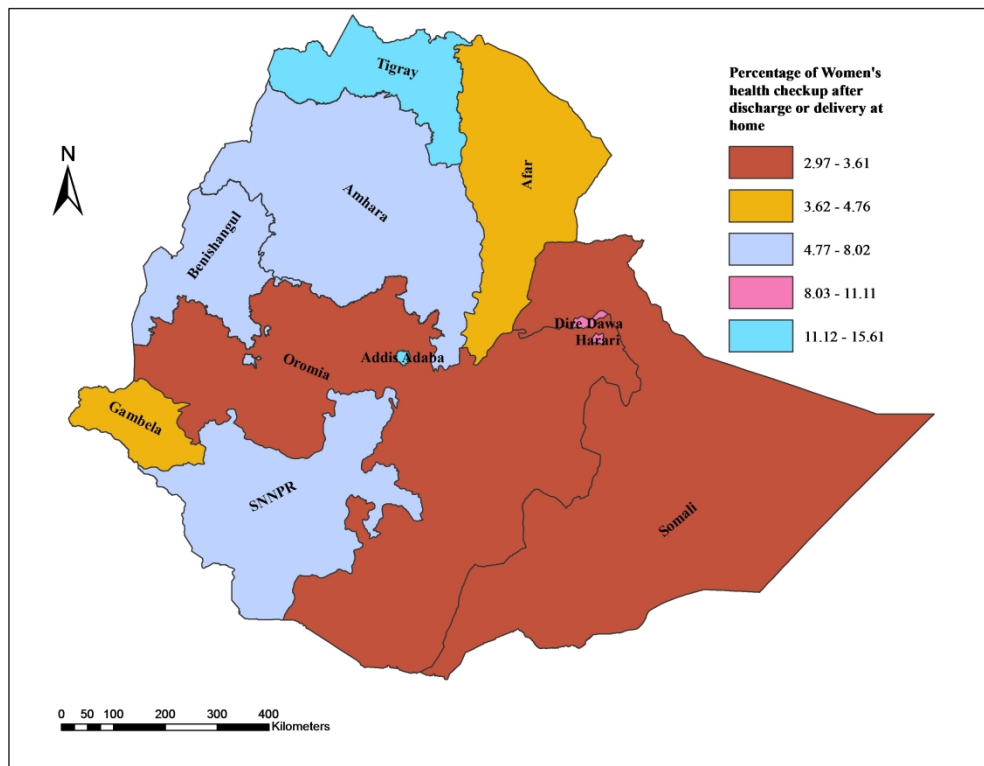 Tigray
Percentage of Women's
health checkup after
discharge or delivery at
home
2.97 - 3.61
3.62 - 4.76
4.77 - 8.02
8.03 - 11.11
11.12 - 15.61
N
Afar
Amhara
Benishangul
Dire Dawa
Harari
Addis Adaba
Oromia
Gambela
SNNPR
Somali
0 50 100 200 300 400
Kilometers